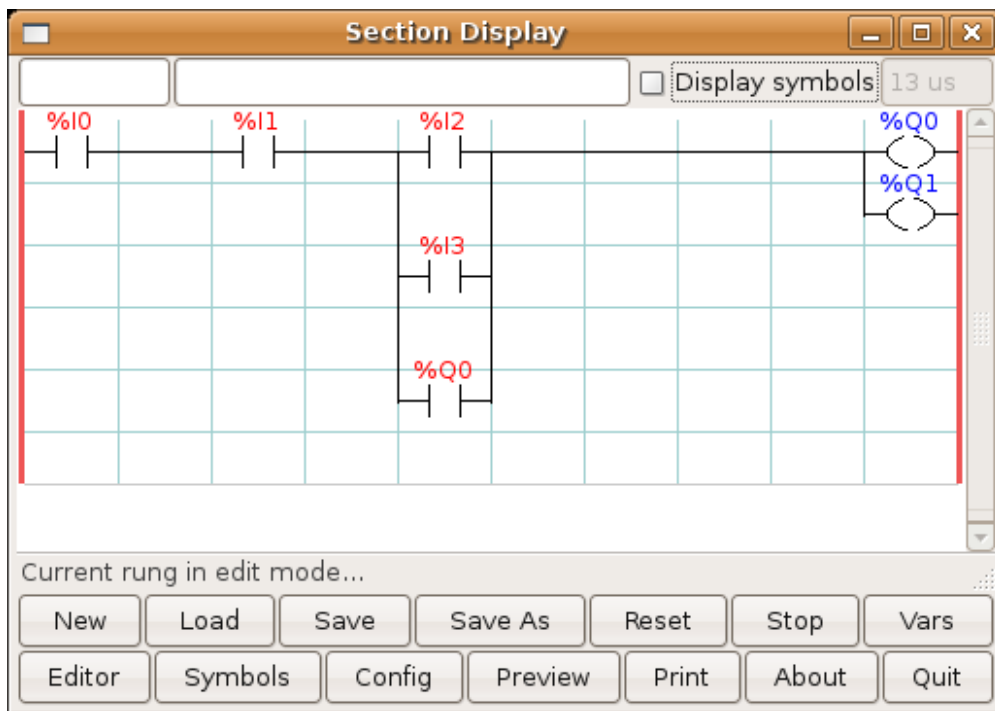 Section Display
Display symbols 13 us
%I0 %I1 %I2 %Q0
%Q1
%I3
%Q0
Current rung in edit mode...
New Load Save Save As Reset Stop Vars
Editor Symbols Config Preview Print About Quit